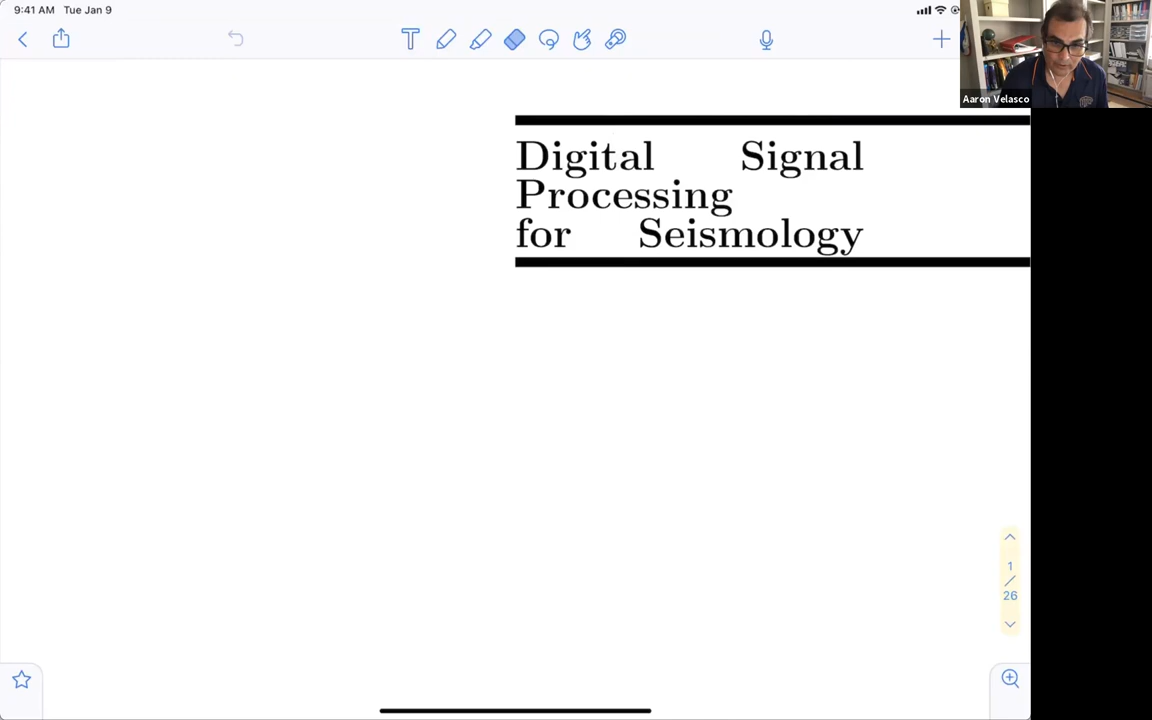 9:41 AM Tue Jan 9
Aaron Velasco
Digital Signal
Processing
for Seismology
1
/
26